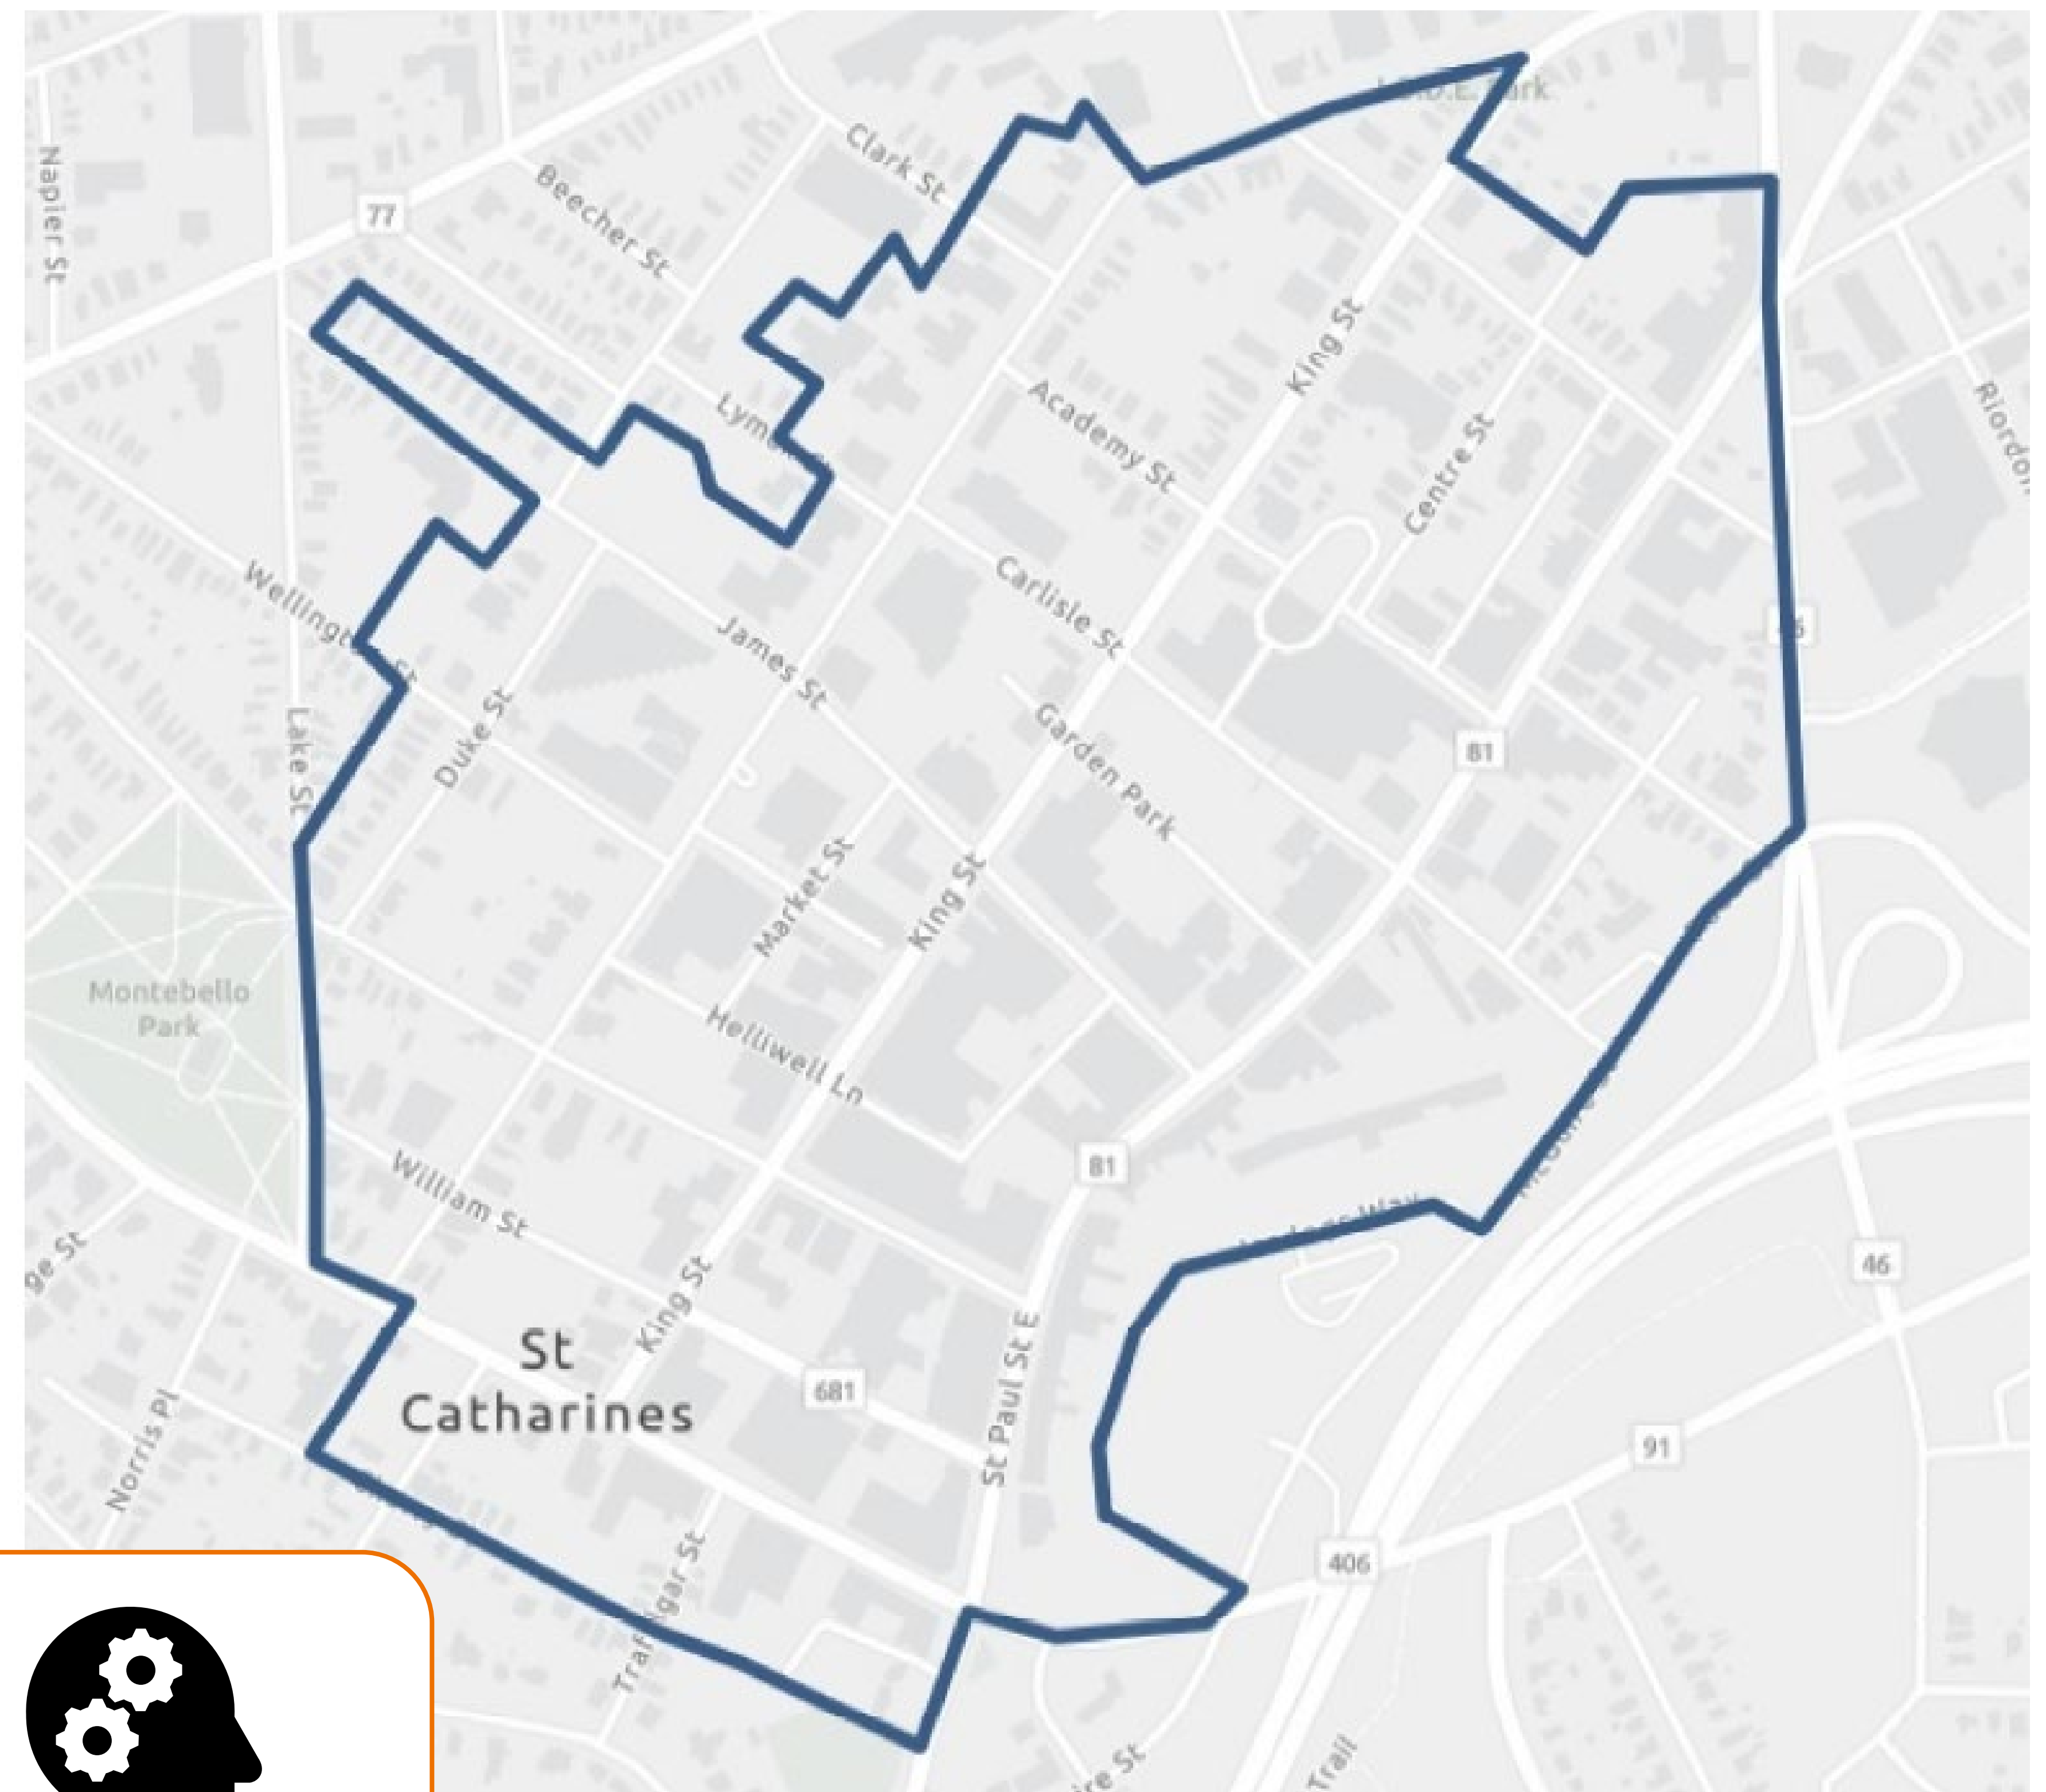 Napier St
77
Beecher St
Clark St
King St
Academy St
Centre St
Riordon
Wellington St
Lake St
Duke St
James St
Carlisle St
Garden Park
81
Market St
King St
Montebello
Park
Helliwell Ln
81
William St
King St
St
Catharines
681
St Paul St E
46
91
406
Norris Pl
Trafalgar St
Trail